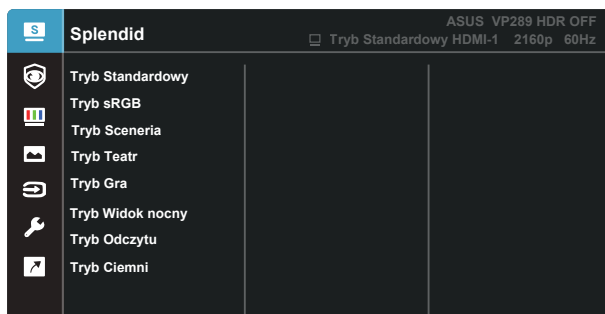 S
Splendid
ASUS VP289 HDR OFF
Tryb Standardowy HDMI-1 2160p 60Hz
Tryb Standardowy
Tryb sRGB
Tryb Sceneria
Tryb Teatr
Tryb Gra
Tryb Widok nocny
Tryb Odczytu
Tryb Ciemni